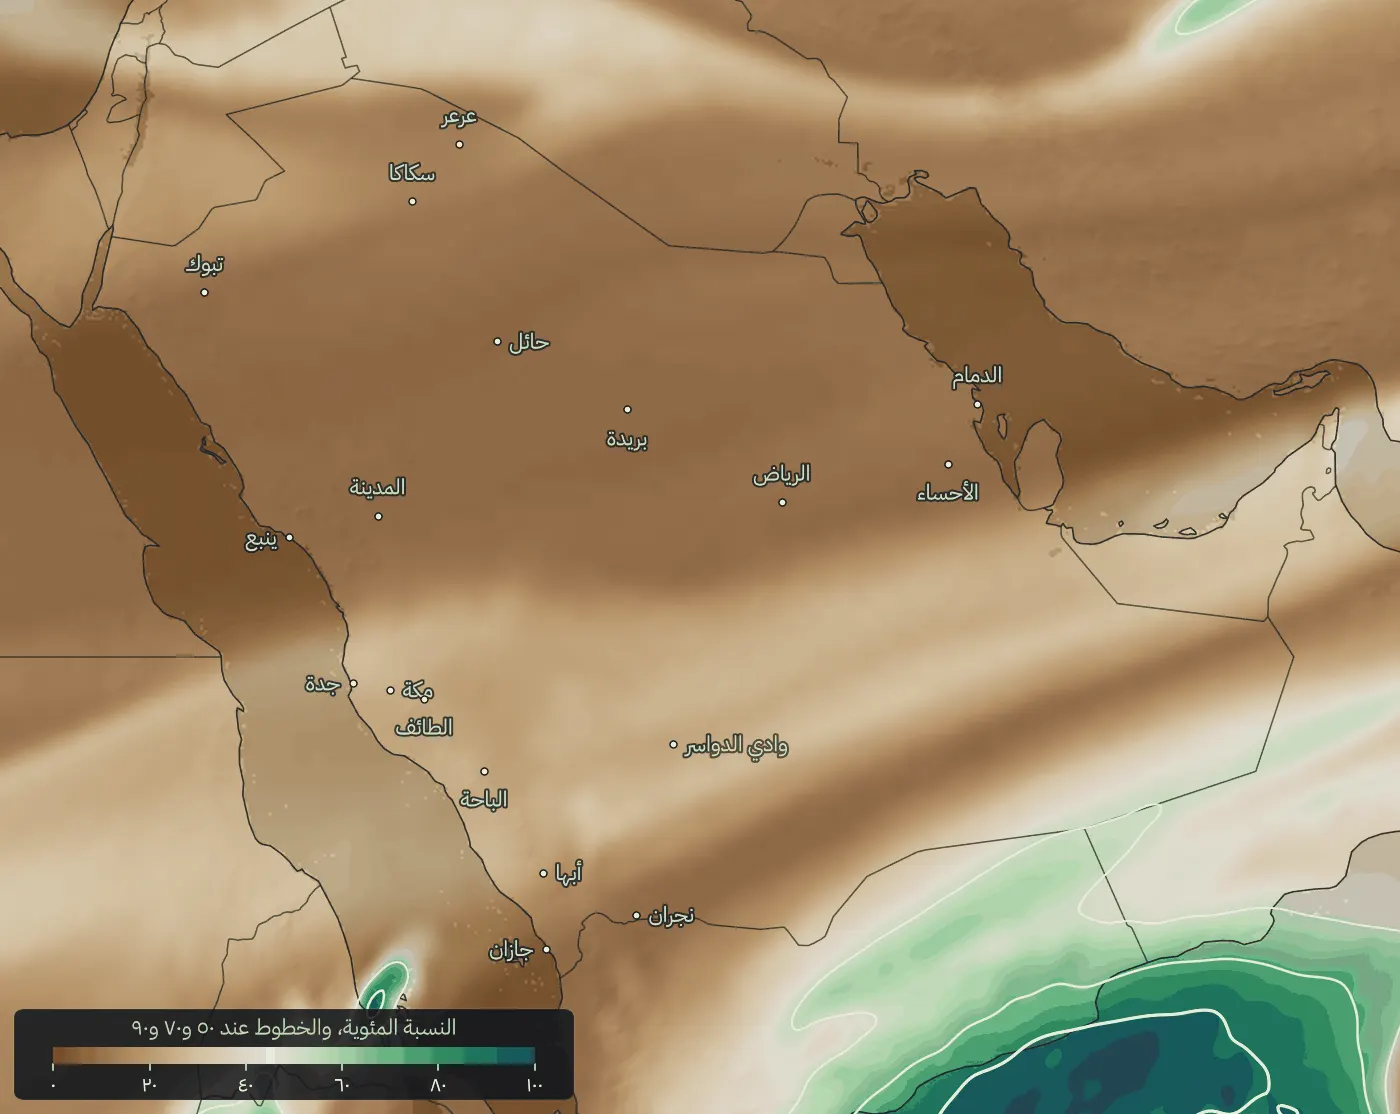 عرعر
سكاكا
تبوك
حائل
الدمام
بريدة
الرياض
الأحساء
المدينة
ينبع
جدة
مكة
الطائف
وادي الدواسر
الباحة
أبها
نجران
جازان
النسبة المئوية، والخطوط عند ٥٠ و٧٠ و٩٠
٠ ٢٠ ٤٠ ٦٠ ٨٠ ١٠٠